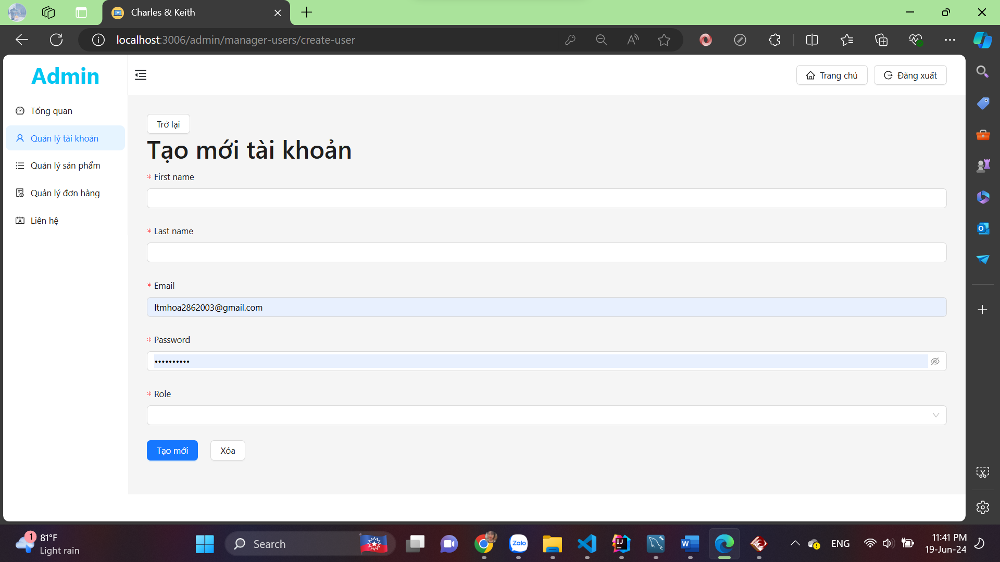 Charles & Keith
localhost:3006/admin/manager-users/create-user
Admin
Trang chủ
Đăng xuất
Tổng quan
Quản lý tài khoản
Quản lý sản phẩm
Quản lý đơn hàng
Liên hệ
Trở lại
Tạo mới tài khoản
* First name
* Last name
* Email
ltmhoa2862003@gmail.com
* Password
••••••••••
* Role
Tạo mới
Xóa
1
81°F
Light rain
Search
Zalo
IJ
W
ENG
11:41 PM
19-Jun-24